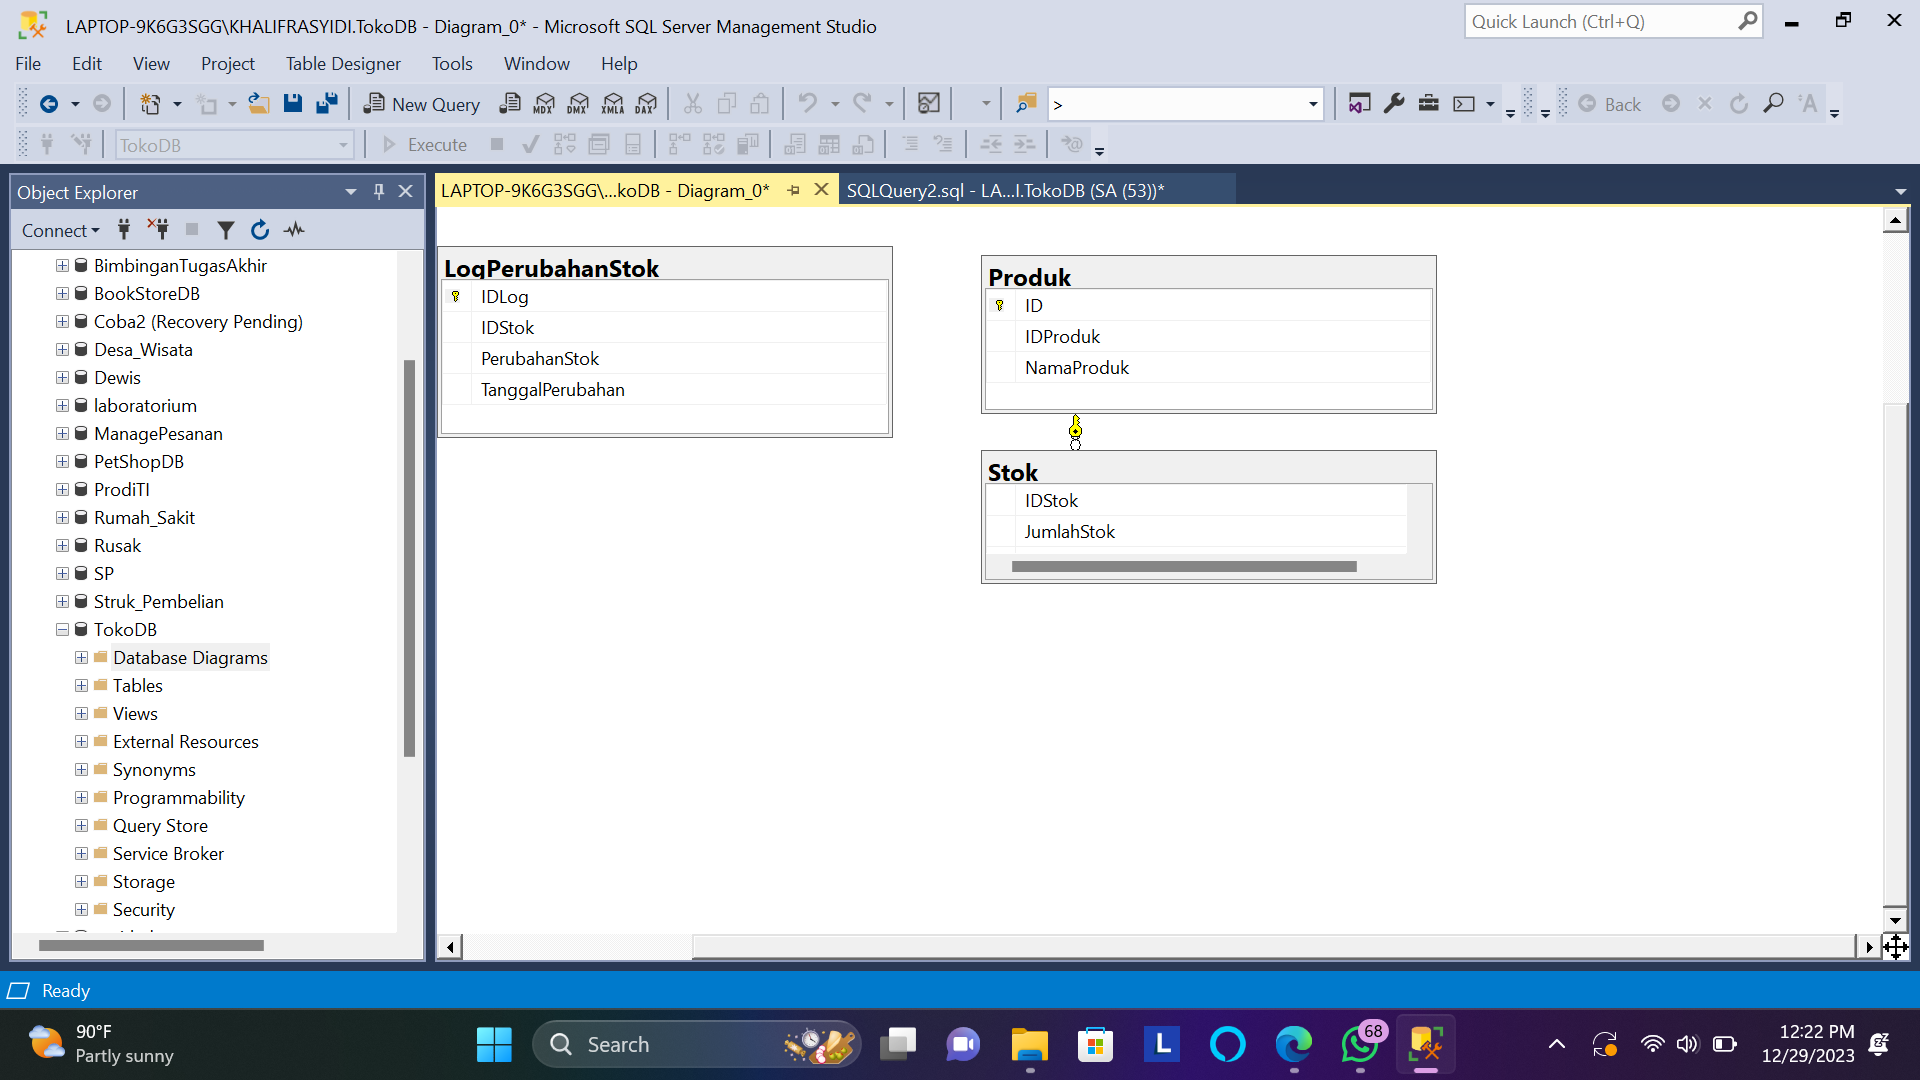 LAPTOP-9K6G3SGG\KHALIFRASYIDI.TokoDB - Diagram_0* - Microsoft SQL Server Management Studio
Quick Launch (Ctrl+Q)
File Edit View Project Table Designer Tools Window Help
New Query MDX DMX XMLA DAX > Back
TokoDB Execute
Object Explorer
LAPTOP-9K6G3SGG\...koDB - Diagram_0* SQLQuery2.sql - LA...I.TokoDB (SA (53))*
Connect
BimbinganTugasAkhir
BookStoreDB
Coba2 (Recovery Pending)
Desa_Wisata
Dewis
laboratorium
ManagePesanan
PetShopDB
ProdiTI
Rumah_Sakit
Rusak
SP
Struk_Pembelian
TokoDB
Database Diagrams
Tables
Views
External Resources
Synonyms
Programmability
Query Store
Service Broker
Storage
Security
LogPerubahanStok
IDLog
IDStok
PerubahanStok
TanggalPerubahan
Produk
ID
IDProduk
NamaProduk
Stok
IDStok
JumlahStok
Ready
90°F
Partly sunny
Search
L
68
12:22 PM
12/29/2023